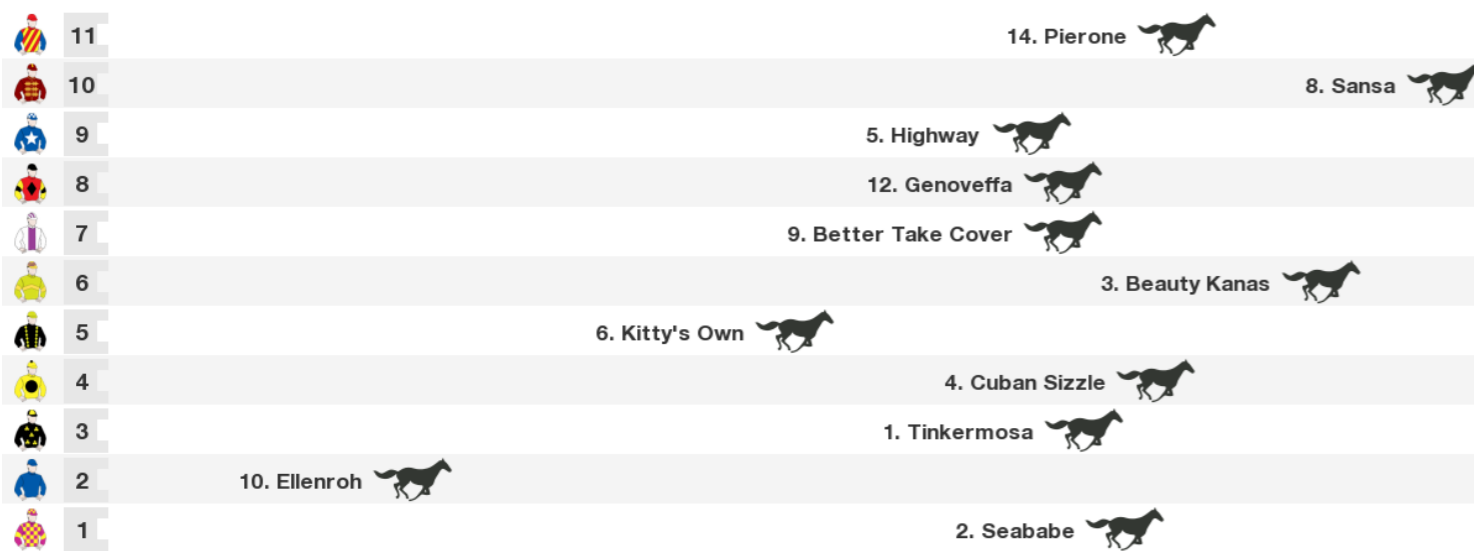 11 14. Pierone
10 8. Sansa
9 5. Highway
8 12. Genoveffa
7 9. Better Take Cover
6 3. Beauty Kanas
5 6. Kitty's Own
4 4. Cuban Sizzle
3 1. Tinkermosa
2 10. Ellenroh
1 2. Seababe